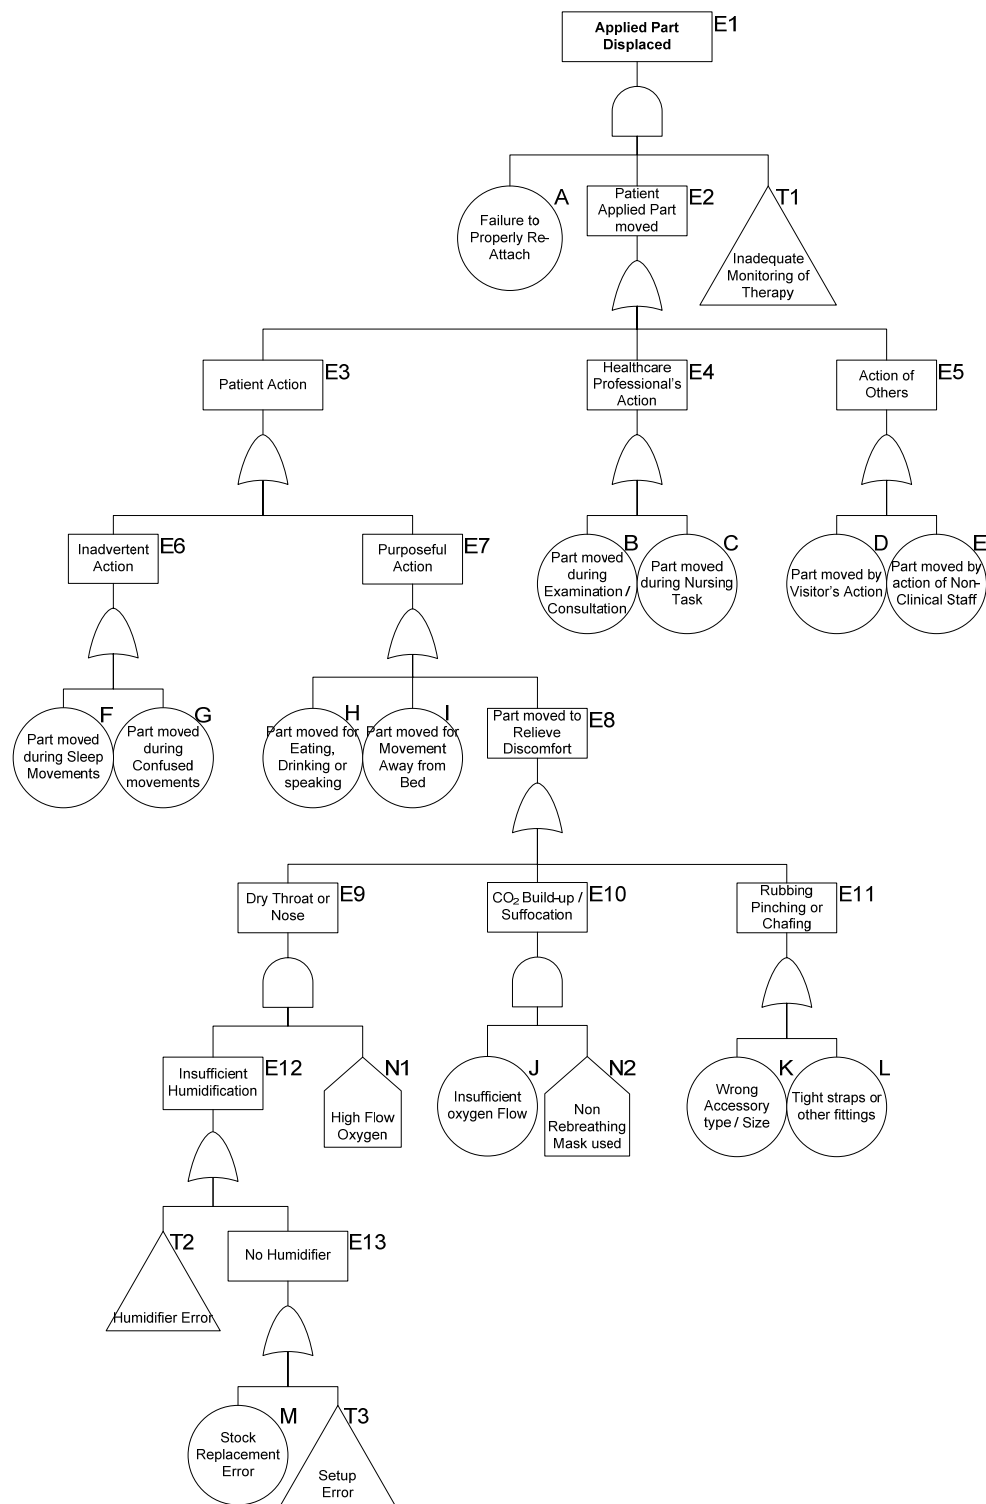 Applied Part
Displaced
E1
Failure to
Properly Re-
Attach
A
Patient
Applied Part
moved
E2
Inadequate
Monitoring of
Therapy
T1
Patient Action
E3
Healthcare
Professional's
Action
E4
Action of
Others
E5
Inadvertent
Action
E6
Purposeful
Action
E7
Part moved
during
Examination /
Consultation
B
Part moved
during Nursing
Task
C
Part moved by
Visitor's Action
D
Part moved by
action of Non-
Clinical Staff
E
Part moved
during Sleep
Movements
F
Part moved
during
Confused
movements
G
Part moved for
Eating,
Drinking or
speaking
H
Part moved for
Movement
Away from
Bed
I
Part moved to
Relieve
Discomfort
E8
Dry Throat or
Nose
E9
CO2 Build-up /
Suffocation
E10
Rubbing
Pinching or
Chafing
E11
Insufficient
Humidification
E12
High Flow
Oxygen
N1
Insufficient
oxygen Flow
J
Non
Rebreathing
Mask used
N2
Wrong
Accessory
type / Size
K
Tight straps or
other fittings
L
Humidifier Error
T2
No Humidifier
E13
Stock
Replacement
Error
M
Setup
Error
T3